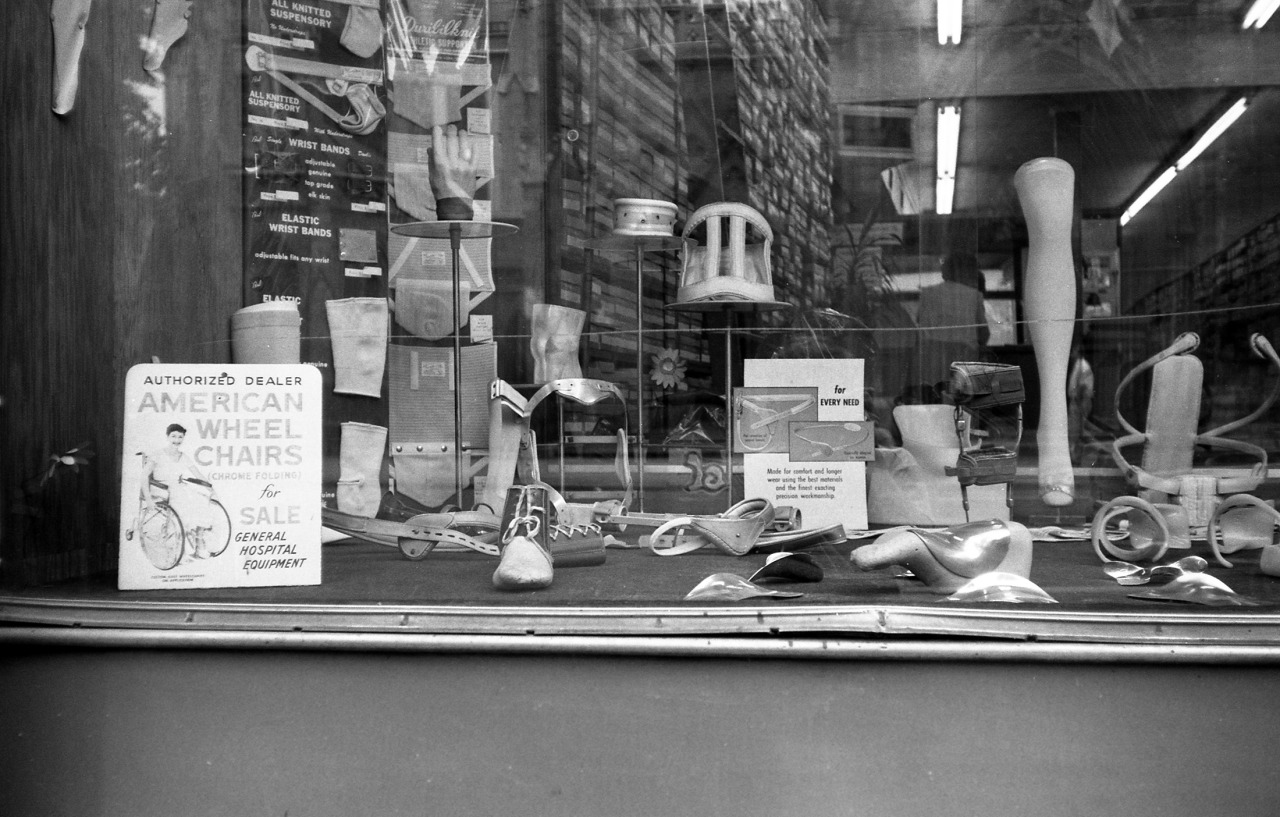 ALL KNITTED
SUSPENSORY
ALL KNITTED
SUSPENSORY
WRIST BANDS
adjustable
genuine
top grade
elk skin
ELASTIC
WRIST BANDS
adjustable fits any wrist
ELASTIC
genuine
AUTHORIZED DEALER
AMERICAN
WHEEL
CHAIRS
(CHROME FOLDING)
for
SALE
GENERAL
HOSPITAL
EQUIPMENT
for
EVERY NEED
Made for comfort and longer
wear using the best materials
and the finest exacting
precision workmanship.